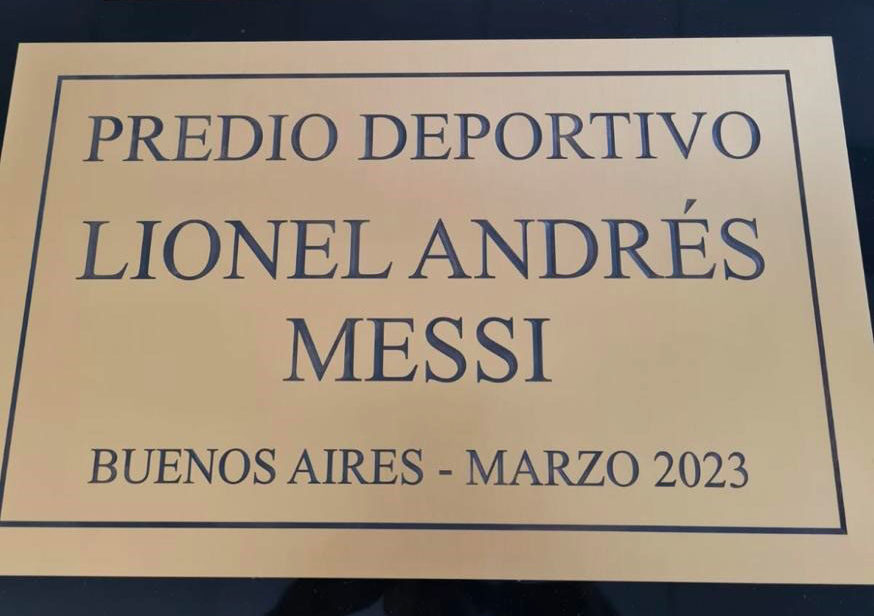 PREDIO DEPORTIVO
LIONEL ANDRÉS
MESSI
BUENOS AIRES - MARZO 2023